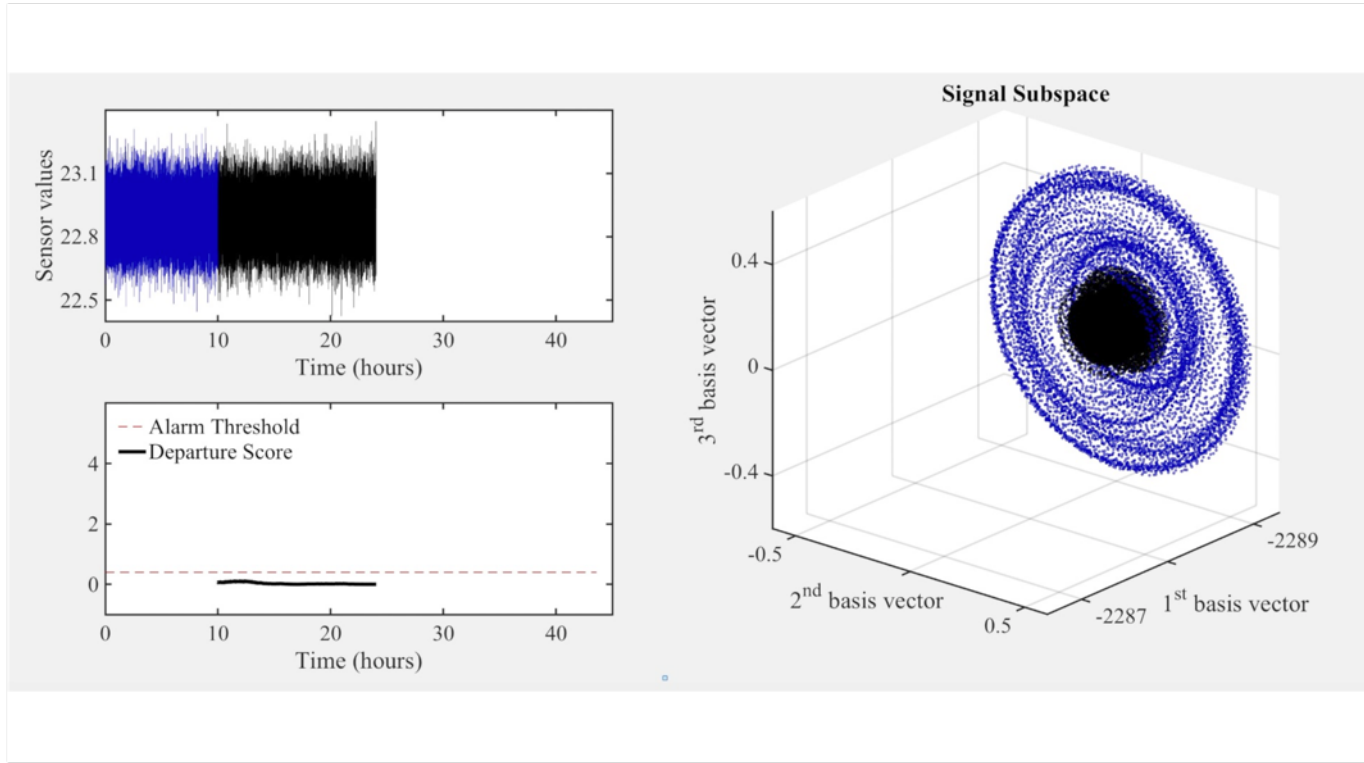 Signal Subspace
Sensor values
23.1
22.8
22.5
0 10 20 30 40
Time (hours)
Alarm Threshold
Departure Score
4
2
0
0 10 20 30 40
Time (hours)
3rd basis vector
0.4
0
-0.4
-0.5
0.5
2nd basis vector
-2289
-2287
1st basis vector